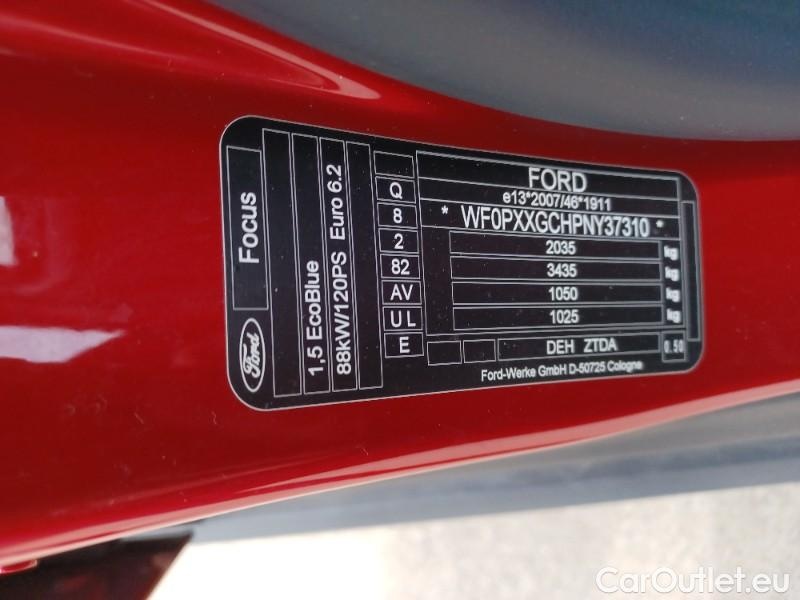 FORD
e13*2007/46*1911
* WF0PXXGCHPNY37310 *
2035 kg
3435 kg
1050 kg
1025 kg
DEH ZTDA
0.50
Ford-Werke GmbH D-50725 Cologne
Q
8
2
82
AV
UL
E
Ford
Focus
1,5 EcoBlue
88kW/120PS Euro 6.2
CarOutlet.eu